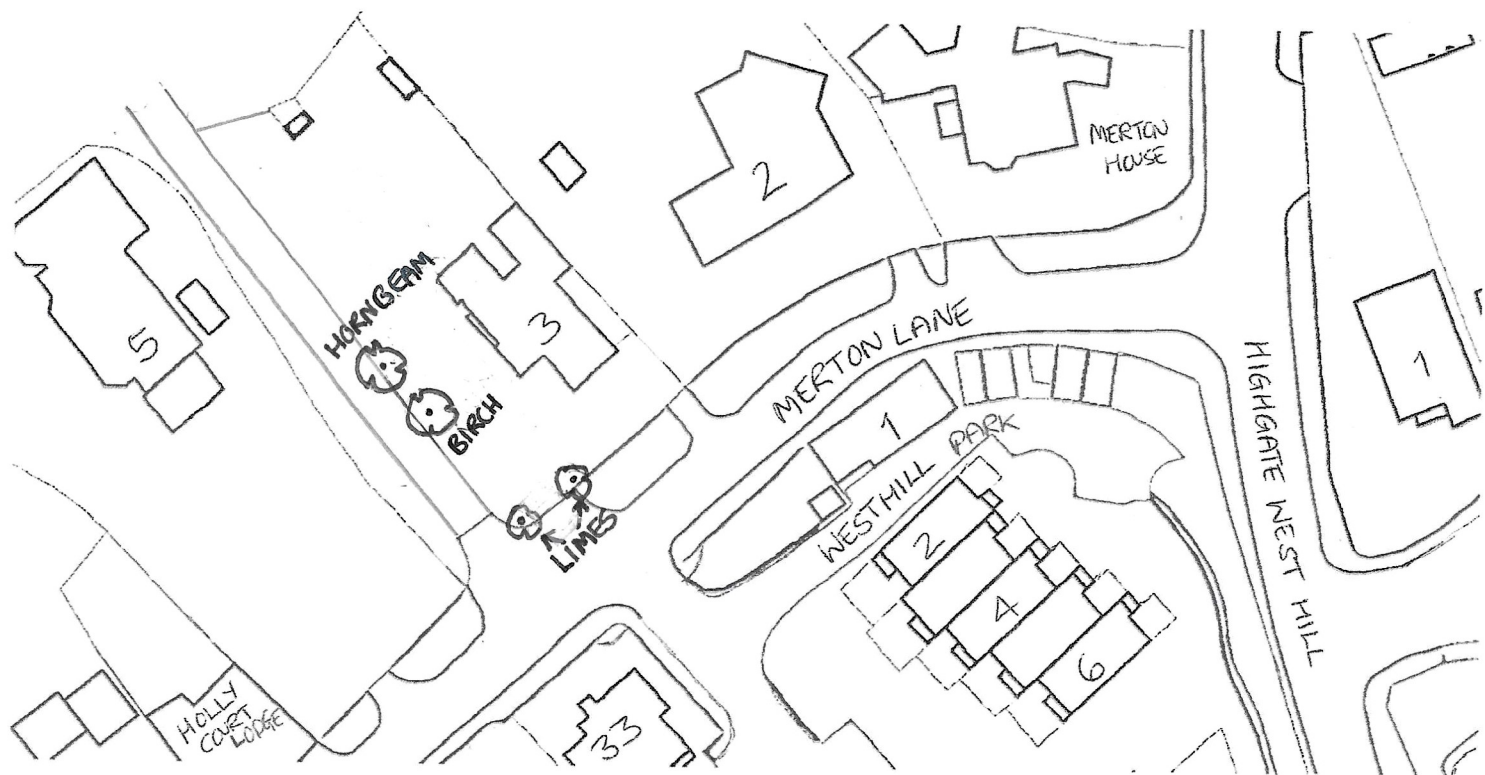 MERTON
HOUSE
2
HORNBEAM
5
3
BIRCH
LIMES
MERTON LANE
1
WESTHILL PARK
HIGHGATE WEST HILL
1
2
4
6
HOLLY
COURT
LODGE
33